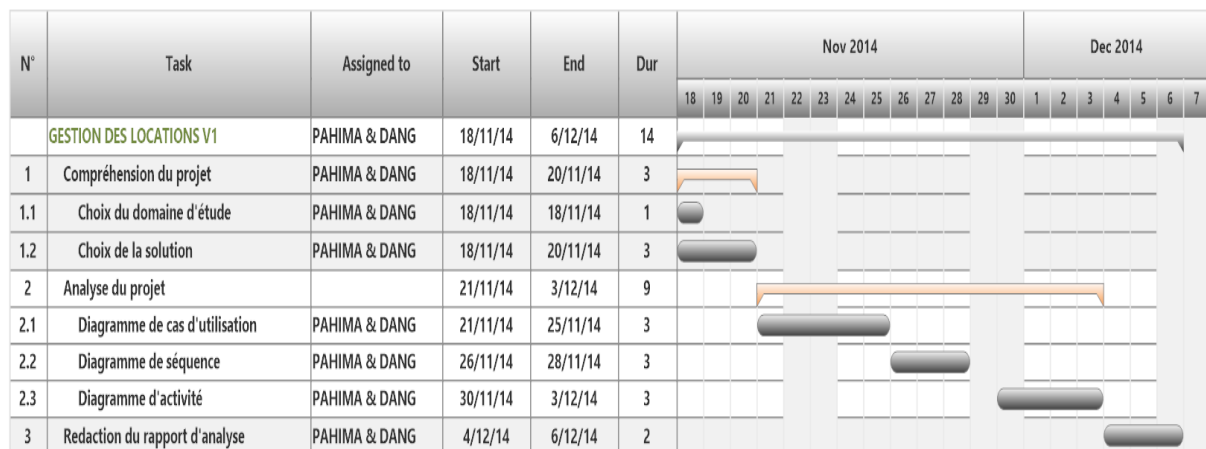 N° Task Assigned to Start End Dur Nov 2014 Dec 2014
18 19 20 21 22 23 24 25 26 27 28 29 30 1 2 3 4 5 6 7
GESTION DES LOCATIONS V1 PAHIMA & DANG 18/11/14 6/12/14 14
1 Compréhension du projet PAHIMA & DANG 18/11/14 20/11/14 3
1.1 Choix du domaine d'étude PAHIMA & DANG 18/11/14 18/11/14 1
1.2 Choix de la solution PAHIMA & DANG 18/11/14 20/11/14 3
2 Analyse du projet 21/11/14 3/12/14 9
2.1 Diagramme de cas d'utilisation PAHIMA & DANG 21/11/14 25/11/14 3
2.2 Diagramme de séquence PAHIMA & DANG 26/11/14 28/11/14 3
2.3 Diagramme d'activité PAHIMA & DANG 30/11/14 3/12/14 3
3 Redaction du rapport d'analyse PAHIMA & DANG 4/12/14 6/12/14 2